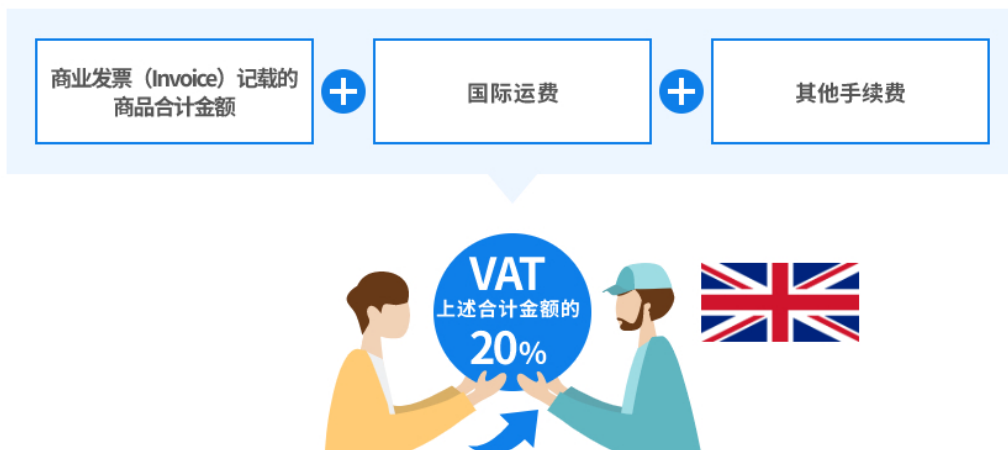 商业发票（Invoice）记载的
商品合计金额
国际运费
其他手续费
VAT
上述合计金额的
20%